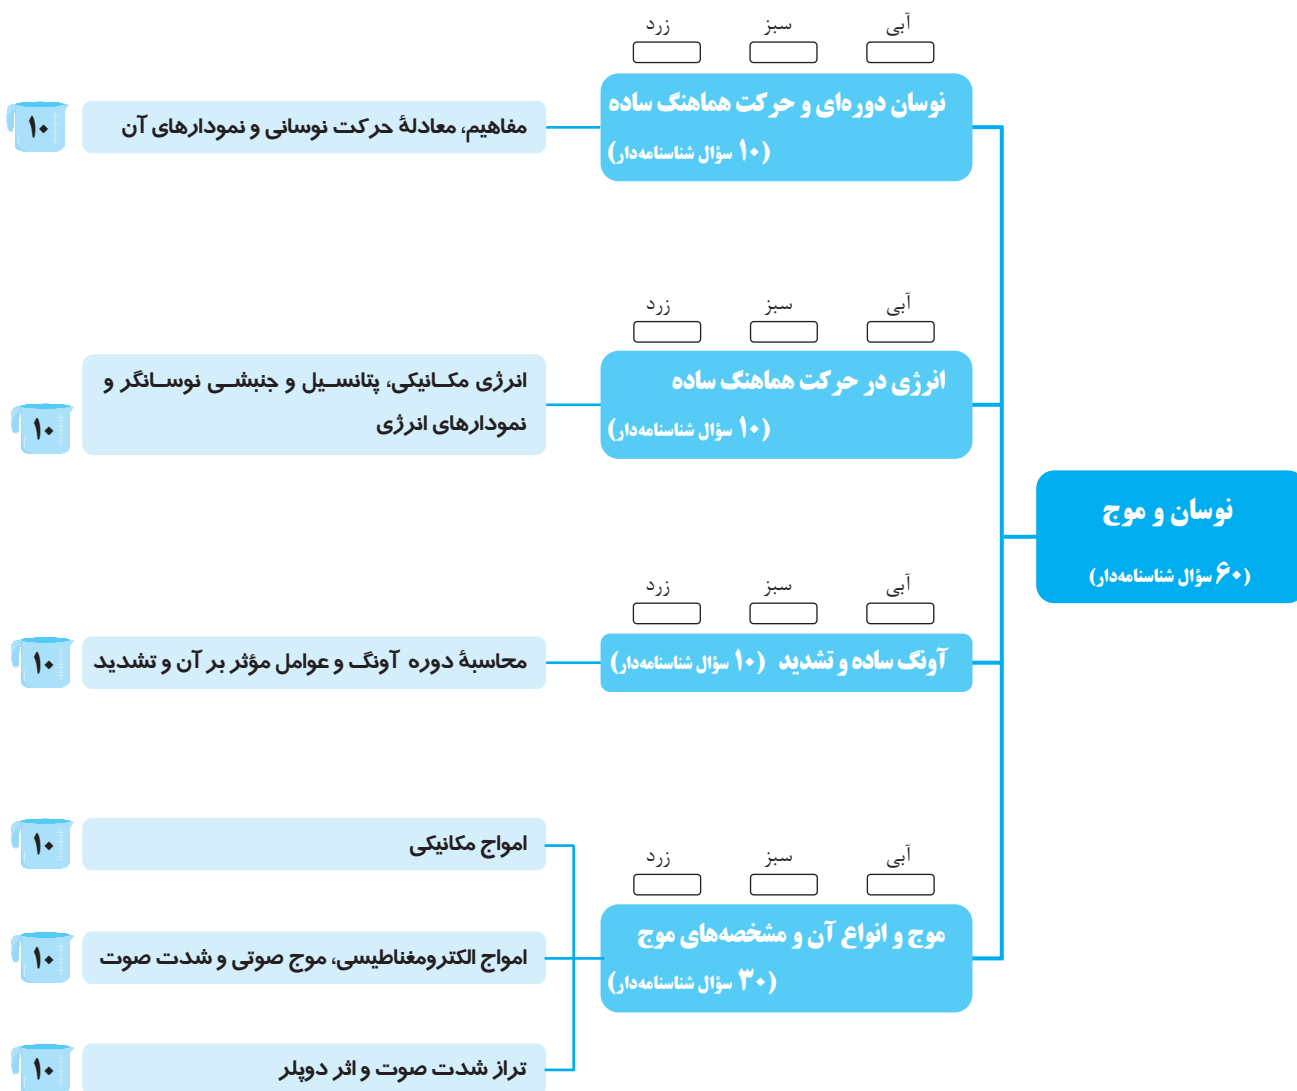 نوسان و موج
(۶۰ سؤال شناسنامه‌دار)
آبی سبز زرد
نوسان دوره‌ای و حرکت هماهنگ ساده
(۱۰ سؤال شناسنامه‌دار)
مفاهیم، معادلهٔ حرکت نوسانی و نمودارهای آن
۱۰
آبی سبز زرد
انرژی در حرکت هماهنگ ساده
(۱۰ سؤال شناسنامه‌دار)
انرژی مکـانیکی، پتانسـیل و جنبشـی نوسـانگر و
نمودارهای انرژی
۱۰
آبی سبز زرد
آونگ ساده و تشدید (۱۰ سؤال شناسنامه‌دار)
محاسبهٔ دوره آونگ و عوامل مؤثر بر آن و تشدید
۱۰
آبی سبز زرد
موج و انواع آن و مشخصه‌های موج
(۳۰ سؤال شناسنامه‌دار)
امواج مکانیکی
۱۰
امواج الکترومغناطیسی، موج صوتی و شدت صوت
۱۰
تراز شدت صوت و اثر دوپلر
۱۰